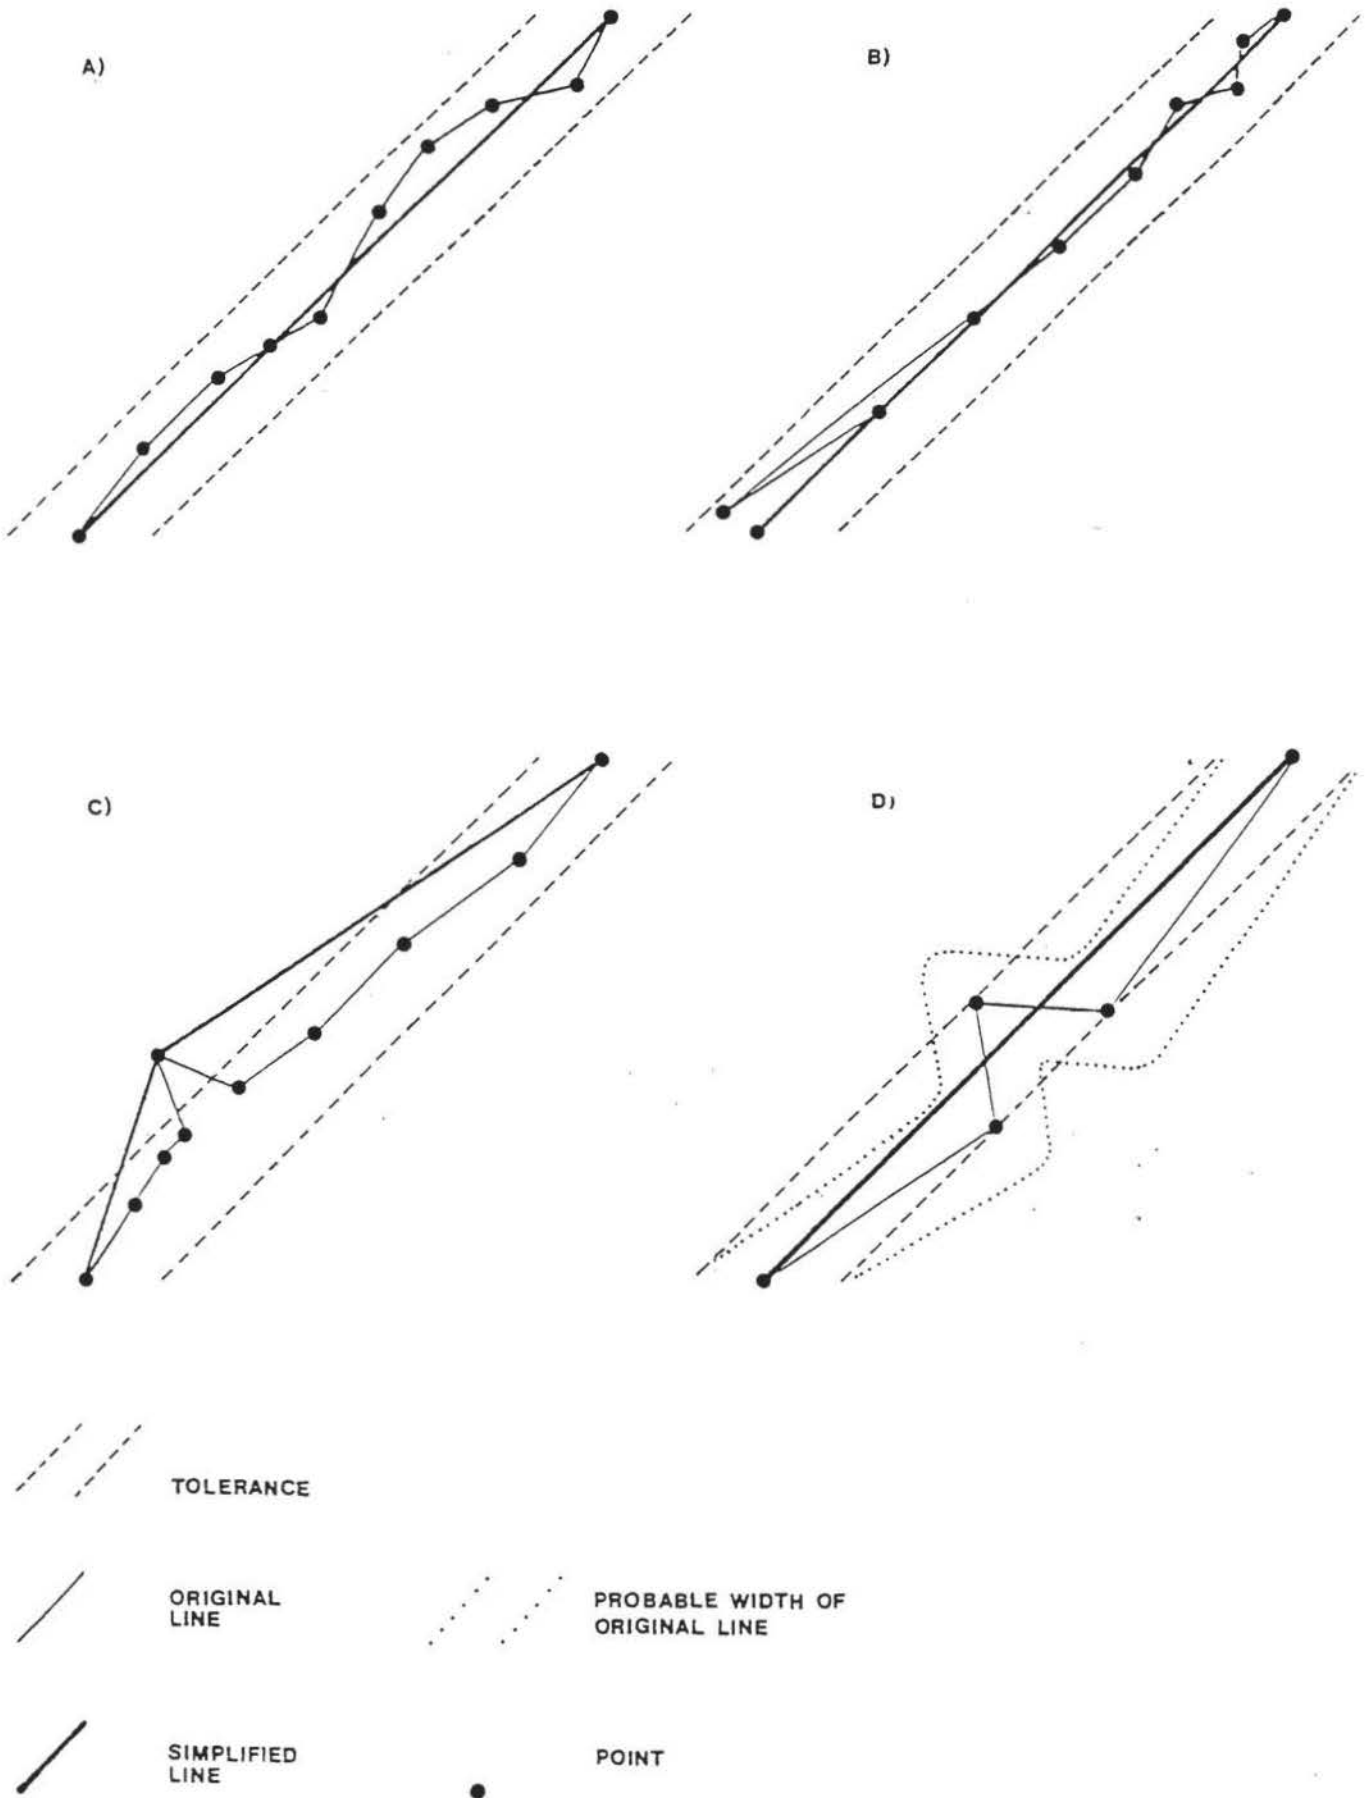 A)
B)
C)
D)
TOLERANCE
ORIGINAL
LINE
PROBABLE WIDTH OF
ORIGINAL LINE
SIMPLIFIED
LINE
POINT